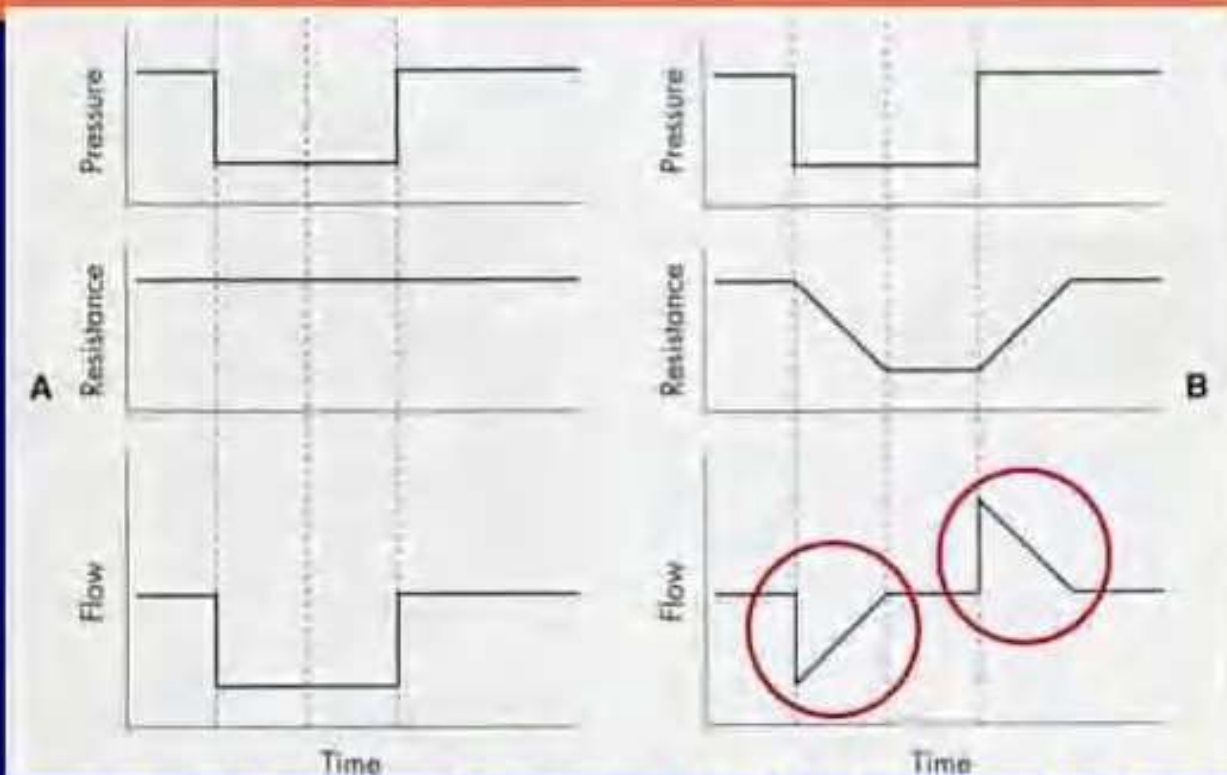 Pressure
Pressure
Resistance
Resistance
A
B
Flow
Flow
Time
Time